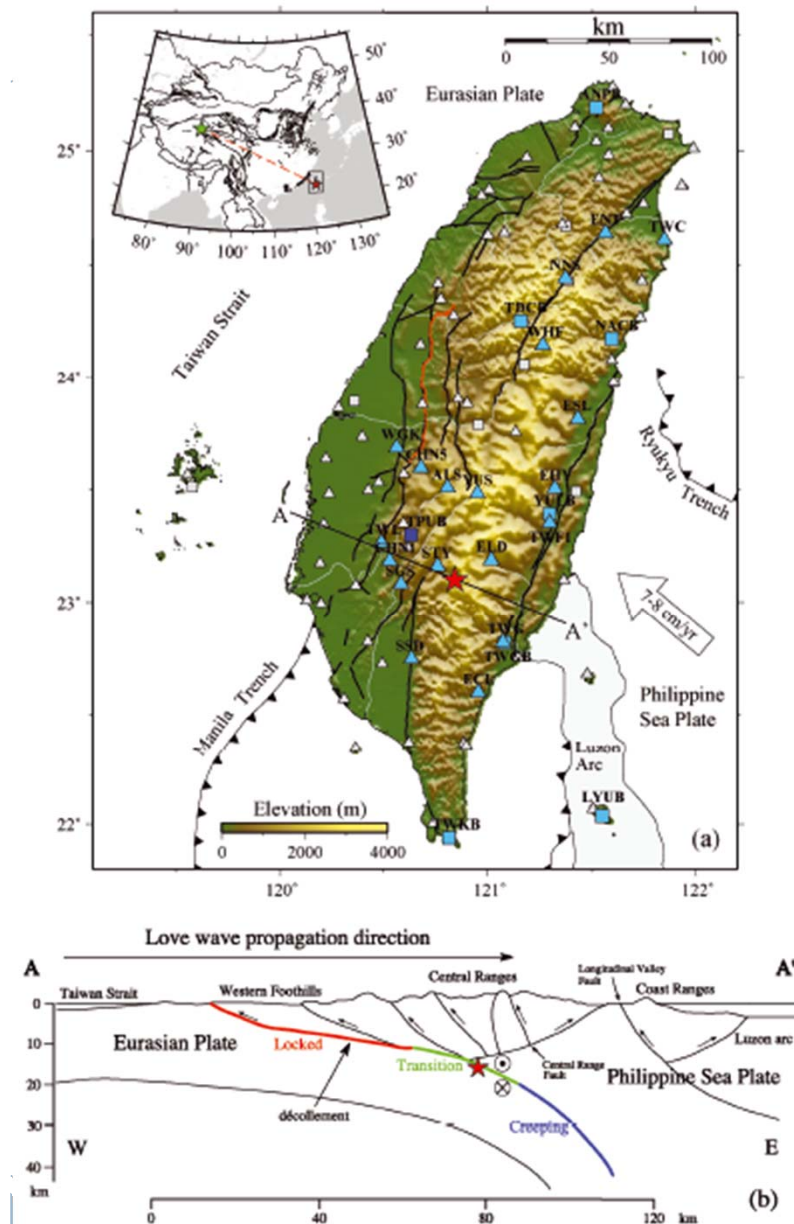 km
0 50 100
Eurasian Plate
50˚
40˚
30˚
20˚
80˚ 90˚ 100˚ 110˚ 120˚ 130˚
25˚
24˚
23˚
22˚
120˚ 121˚ 122˚
Taiwan Strait
ANPB
TWC
NNS
TDCB
WHF
NACB
ESL
WGK
CHN5
ALS
YUS
EHY
YULB
TPUB
TWL
CHN1
STY
ELD
TWF1
SGS
A
A'
TWGB
SSD
ECL
TWKB
LYUB
Ryukyu Trench
7-8 cm/yr
Manila Trench
Philippine
Sea Plate
Luzon
Arc
Elevation (m)
0 2000 4000
(a)
Love wave propagation direction
A
A'
Taiwan Strait
Western Foothills
Central Ranges
Longitudinal Valley
Fault
Coast Ranges
0
10
20
30
40
km
Eurasian Plate
Locked
Transition
Central Range
Fault
Luzon arc
Philippine Sea Plate
décollement
Creeping
W
E
0 40 80 120 km
(b)